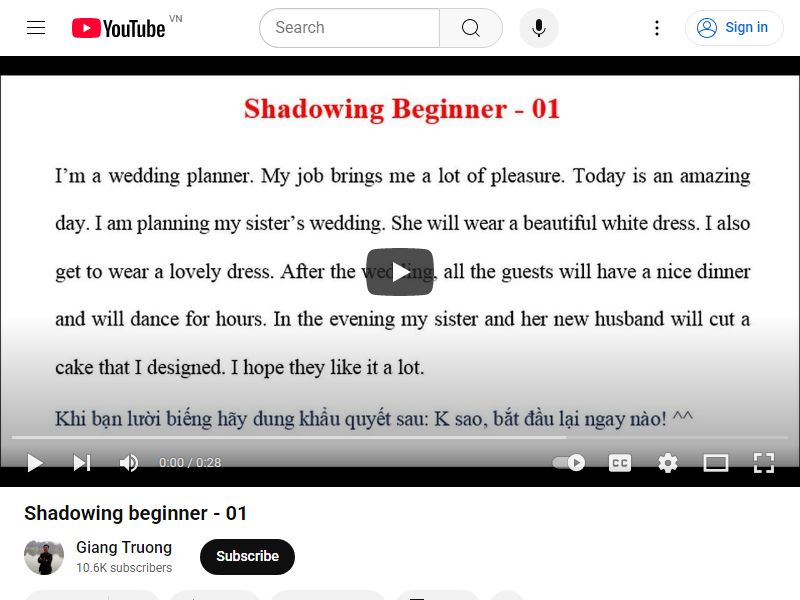 YouTube VN
Search
Sign in
Shadowing Beginner - 01
I'm a wedding planner. My job brings me a lot of pleasure. Today is an amazing
day. I am planning my sister's wedding. She will wear a beautiful white dress. I also
get to wear a lovely dress. After the wedding, all the guests will have a nice dinner
and will dance for hours. In the evening my sister and her new husband will cut a
cake that I designed. I hope they like it a lot.
Khi bạn lười biếng hãy dung khẩu quyết sau: K sao, bắt đầu lại ngay nào! ^^
0:00 / 0:28
CC
Shadowing beginner - 01
Giang Truong
10.6K subscribers
Subscribe